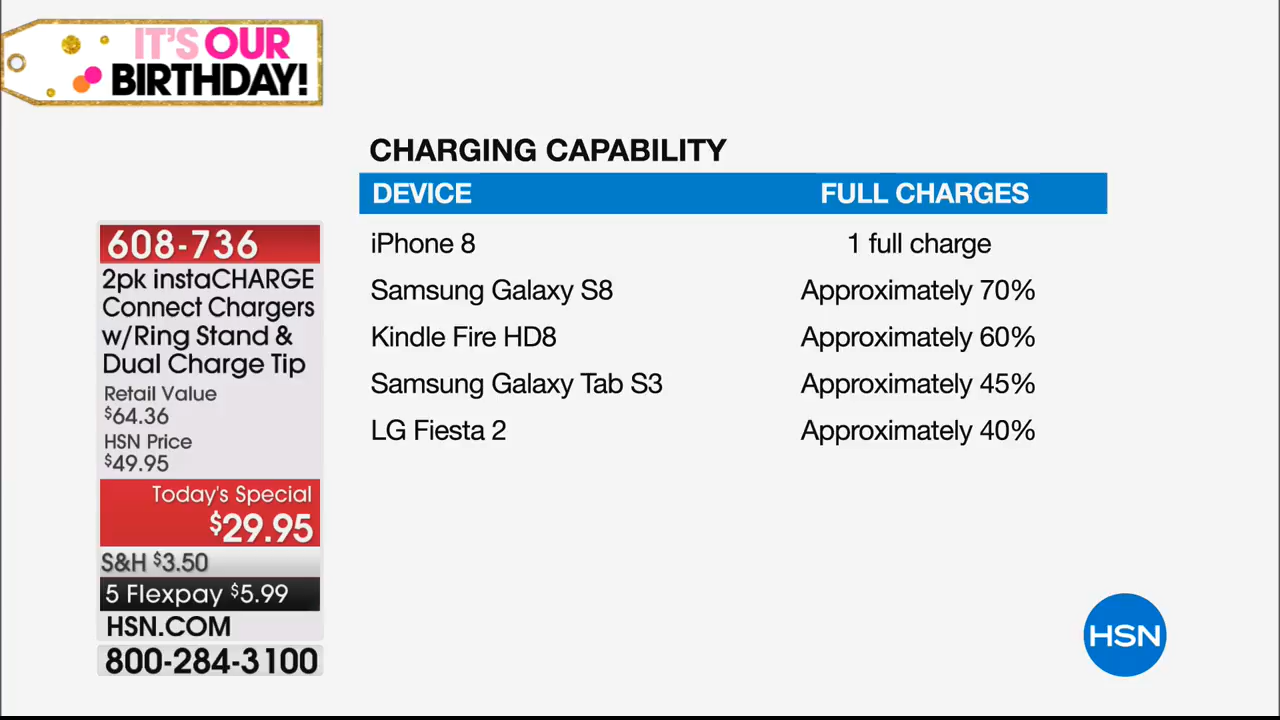 IT'S OUR
BIRTHDAY!
CHARGING CAPABILITY
DEVICE FULL CHARGES
iPhone 8 1 full charge
Samsung Galaxy S8 Approximately 70%
Kindle Fire HD8 Approximately 60%
Samsung Galaxy Tab S3 Approximately 45%
LG Fiesta 2 Approximately 40%
608-736
2pk instaCHARGE
Connect Chargers
w/Ring Stand &
Dual Charge Tip
Retail Value
$64.36
HSN Price
$49.95
Today's Special
$29.95
S&H $3.50
5 Flexpay $5.99
HSN.COM
800-284-3100
HSN